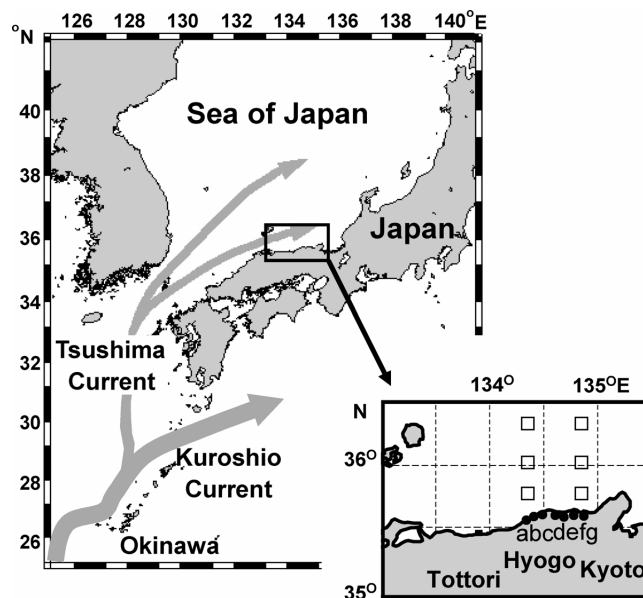 126 128 130 132 134 136 138 140°E
°N
40
38
36
34
32
30
28
26
Sea of Japan
Japan
Tsushima
Current
Kuroshio
Current
Okinawa
134° 135°E
N
36°
35°
abcdefg
Hyogo
Kyoto
Tottori